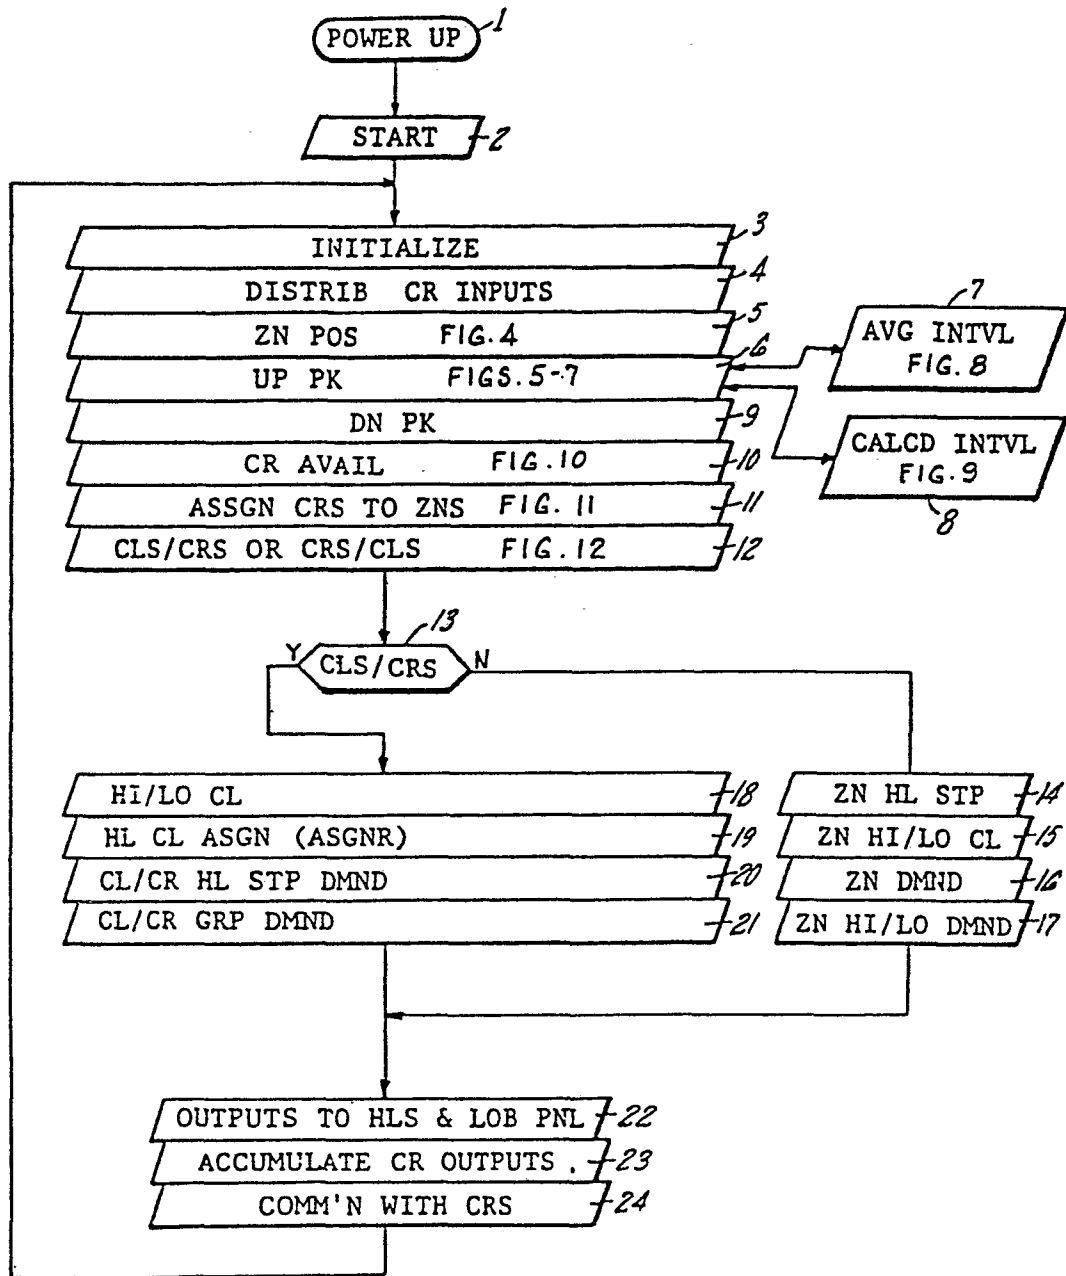 POWER UP 1
START 2
INITIALIZE 3
DISTRIB CR INPUTS 4
ZN POS FIG.4 5
UP PK FIGS.5-7 6
7
AVG INTVL
FIG.8
DN PK 9
CALCD INTVL
FIG.9
8
CR AVAIL FIG.10 10
ASSGN CRS TO ZNS FIG.11 11
CLS/CRS OR CRS/CLS FIG.12 12
13
Y CLS/CRS N
HI/LO CL 18
HL CL ASGN (ASGNR) 19
CL/CR HL STP DMND 20
CL/CR GRP DMND 21
ZN HL STP 14
ZN HI/LO CL 15
ZN DMND 16
ZN HI/LO DMND 17
OUTPUTS TO HLS & LOB PNL 22
ACCUMULATE CR OUTPUTS . 23
COMM'N WITH CRS 24